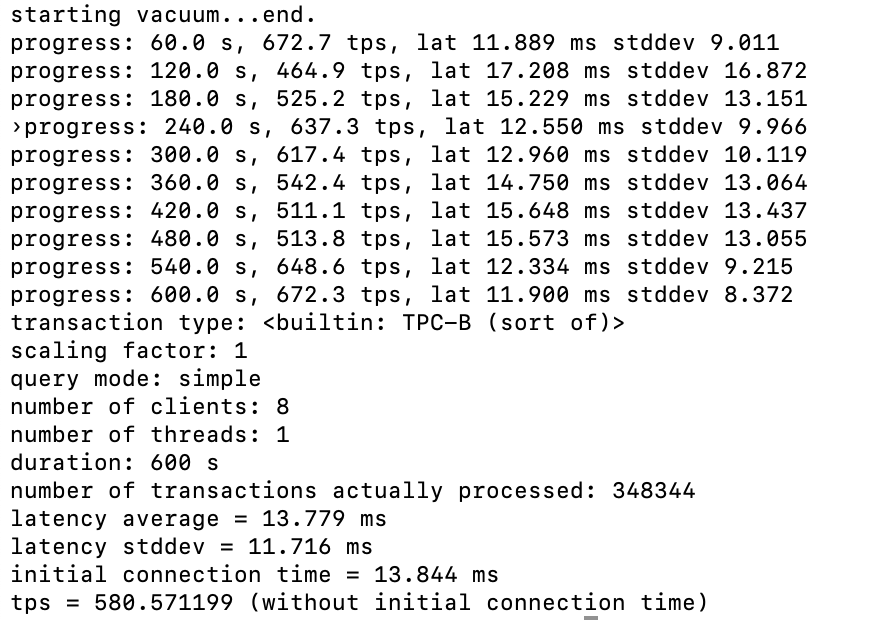 starting vacuum...end.
progress: 60.0 s, 672.7 tps, lat 11.889 ms stddev 9.011
progress: 120.0 s, 464.9 tps, lat 17.208 ms stddev 16.872
progress: 180.0 s, 525.2 tps, lat 15.229 ms stddev 13.151
›progress: 240.0 s, 637.3 tps, lat 12.550 ms stddev 9.966
progress: 300.0 s, 617.4 tps, lat 12.960 ms stddev 10.119
progress: 360.0 s, 542.4 tps, lat 14.750 ms stddev 13.064
progress: 420.0 s, 511.1 tps, lat 15.648 ms stddev 13.437
progress: 480.0 s, 513.8 tps, lat 15.573 ms stddev 13.055
progress: 540.0 s, 648.6 tps, lat 12.334 ms stddev 9.215
progress: 600.0 s, 672.3 tps, lat 11.900 ms stddev 8.372
transaction type: <builtin: TPC-B (sort of)>
scaling factor: 1
query mode: simple
number of clients: 8
number of threads: 1
duration: 600 s
number of transactions actually processed: 348344
latency average = 13.779 ms
latency stddev = 11.716 ms
initial connection time = 13.844 ms
tps = 580.571199 (without initial connection time)